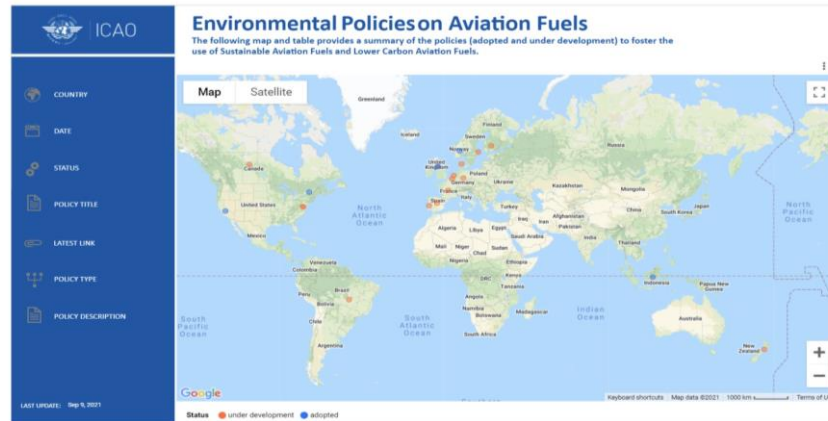 ICAO
Environmental Policies on Aviation Fuels
The following map and table provides a summary of the policies (adopted and under development) to foster the
use of Sustainable Aviation Fuels and Lower Carbon Aviation Fuels.
COUNTRY
DATE
STATUS
POLICY TITLE
LATEST LINK
POLICY TYPE
POLICY DESCRIPTION
LAST UPDATE: Sep 9, 2021
Map Satellite
Greenland
Iceland
Finland
Sweden
Norway
Russia
Canada
United
Kingdom
Poland
Germany
Ukraine
France
Kazakhstan
Mongolia
Spain
Italy
Turkey
United States
North
Atlantic
Ocean
China
South Korea
Japan
North
Pacific
Ocean
Iraq
Iran
Afghanistan
Pakistan
Algeria
Libya
Egypt
Saudi Arabia
India
Mexico
Mali
Niger
Sudan
Chad
Thailand
Nigeria
Ethiopia
Venezuela
Colombia
DRC
Kenya
Tanzania
Indonesia
Papua New
Guinea
Peru
Brazil
Bolivia
Angola
Namibia
Botswana
Madagascar
Indian
Ocean
Australia
Chile
South
Pacific
Ocean
South
Atlantic
Ocean
South Africa
Argentina
New
Zealand
Google
Keyboard shortcuts Map data ©2021 1000 km Terms of U
Status under development adopted